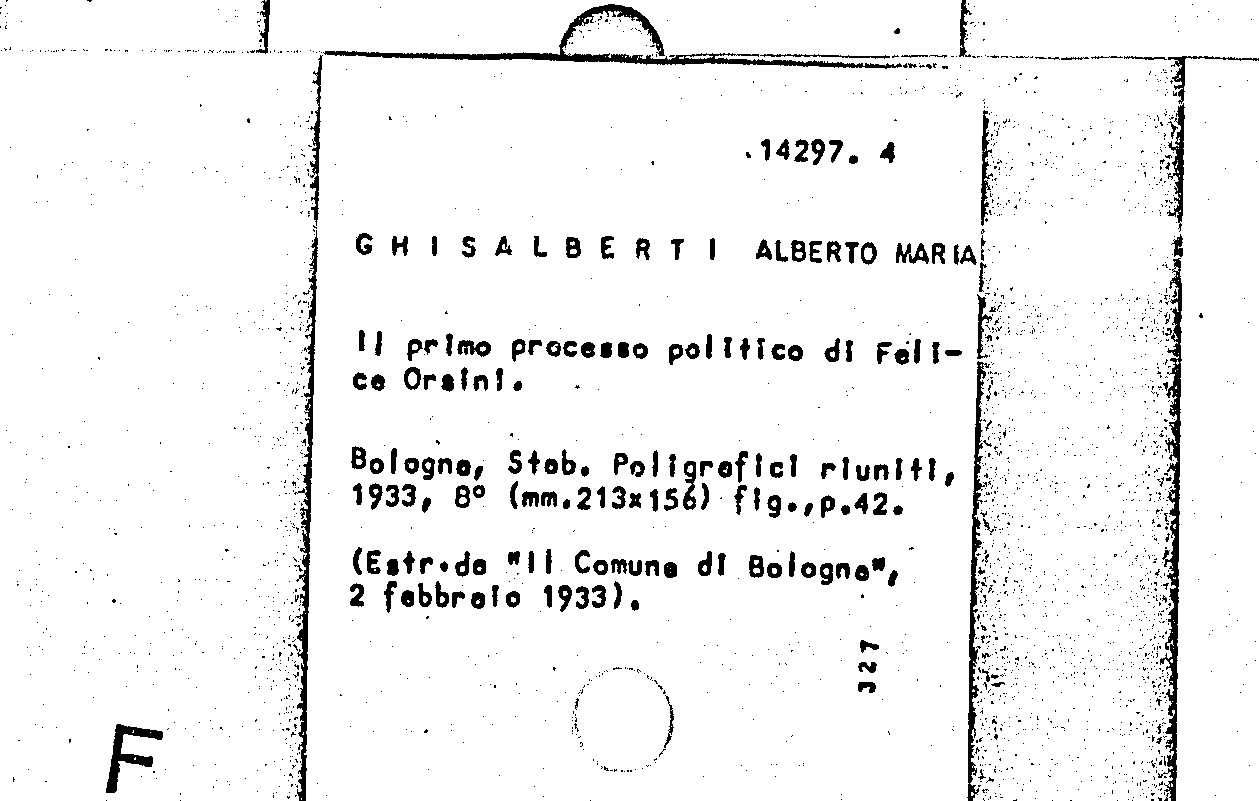 .14297. 4
G H I S A L B E R T I ALBERTO MARIA
Il primo processo politico di Feli-
ce Orsini.
Bologna, Stab. Poligrafici riuniti,
1933, 8° (mm.213x156) fig.,p.42.
(Estr.da "Il Comune di Bologna",
2 febbraio 1933).
327
F